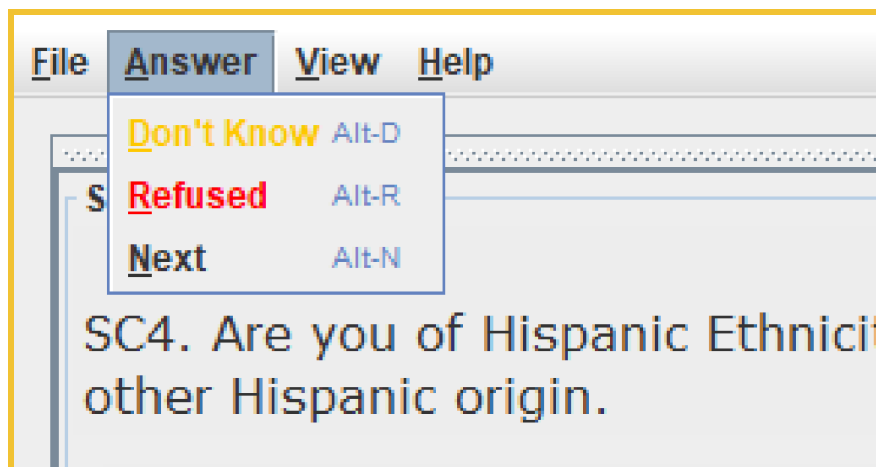 File Answer View Help
Don't Know Alt-D
Refused Alt-R
Next Alt-N
SC4. Are you of Hispanic
other Hispanic origin.